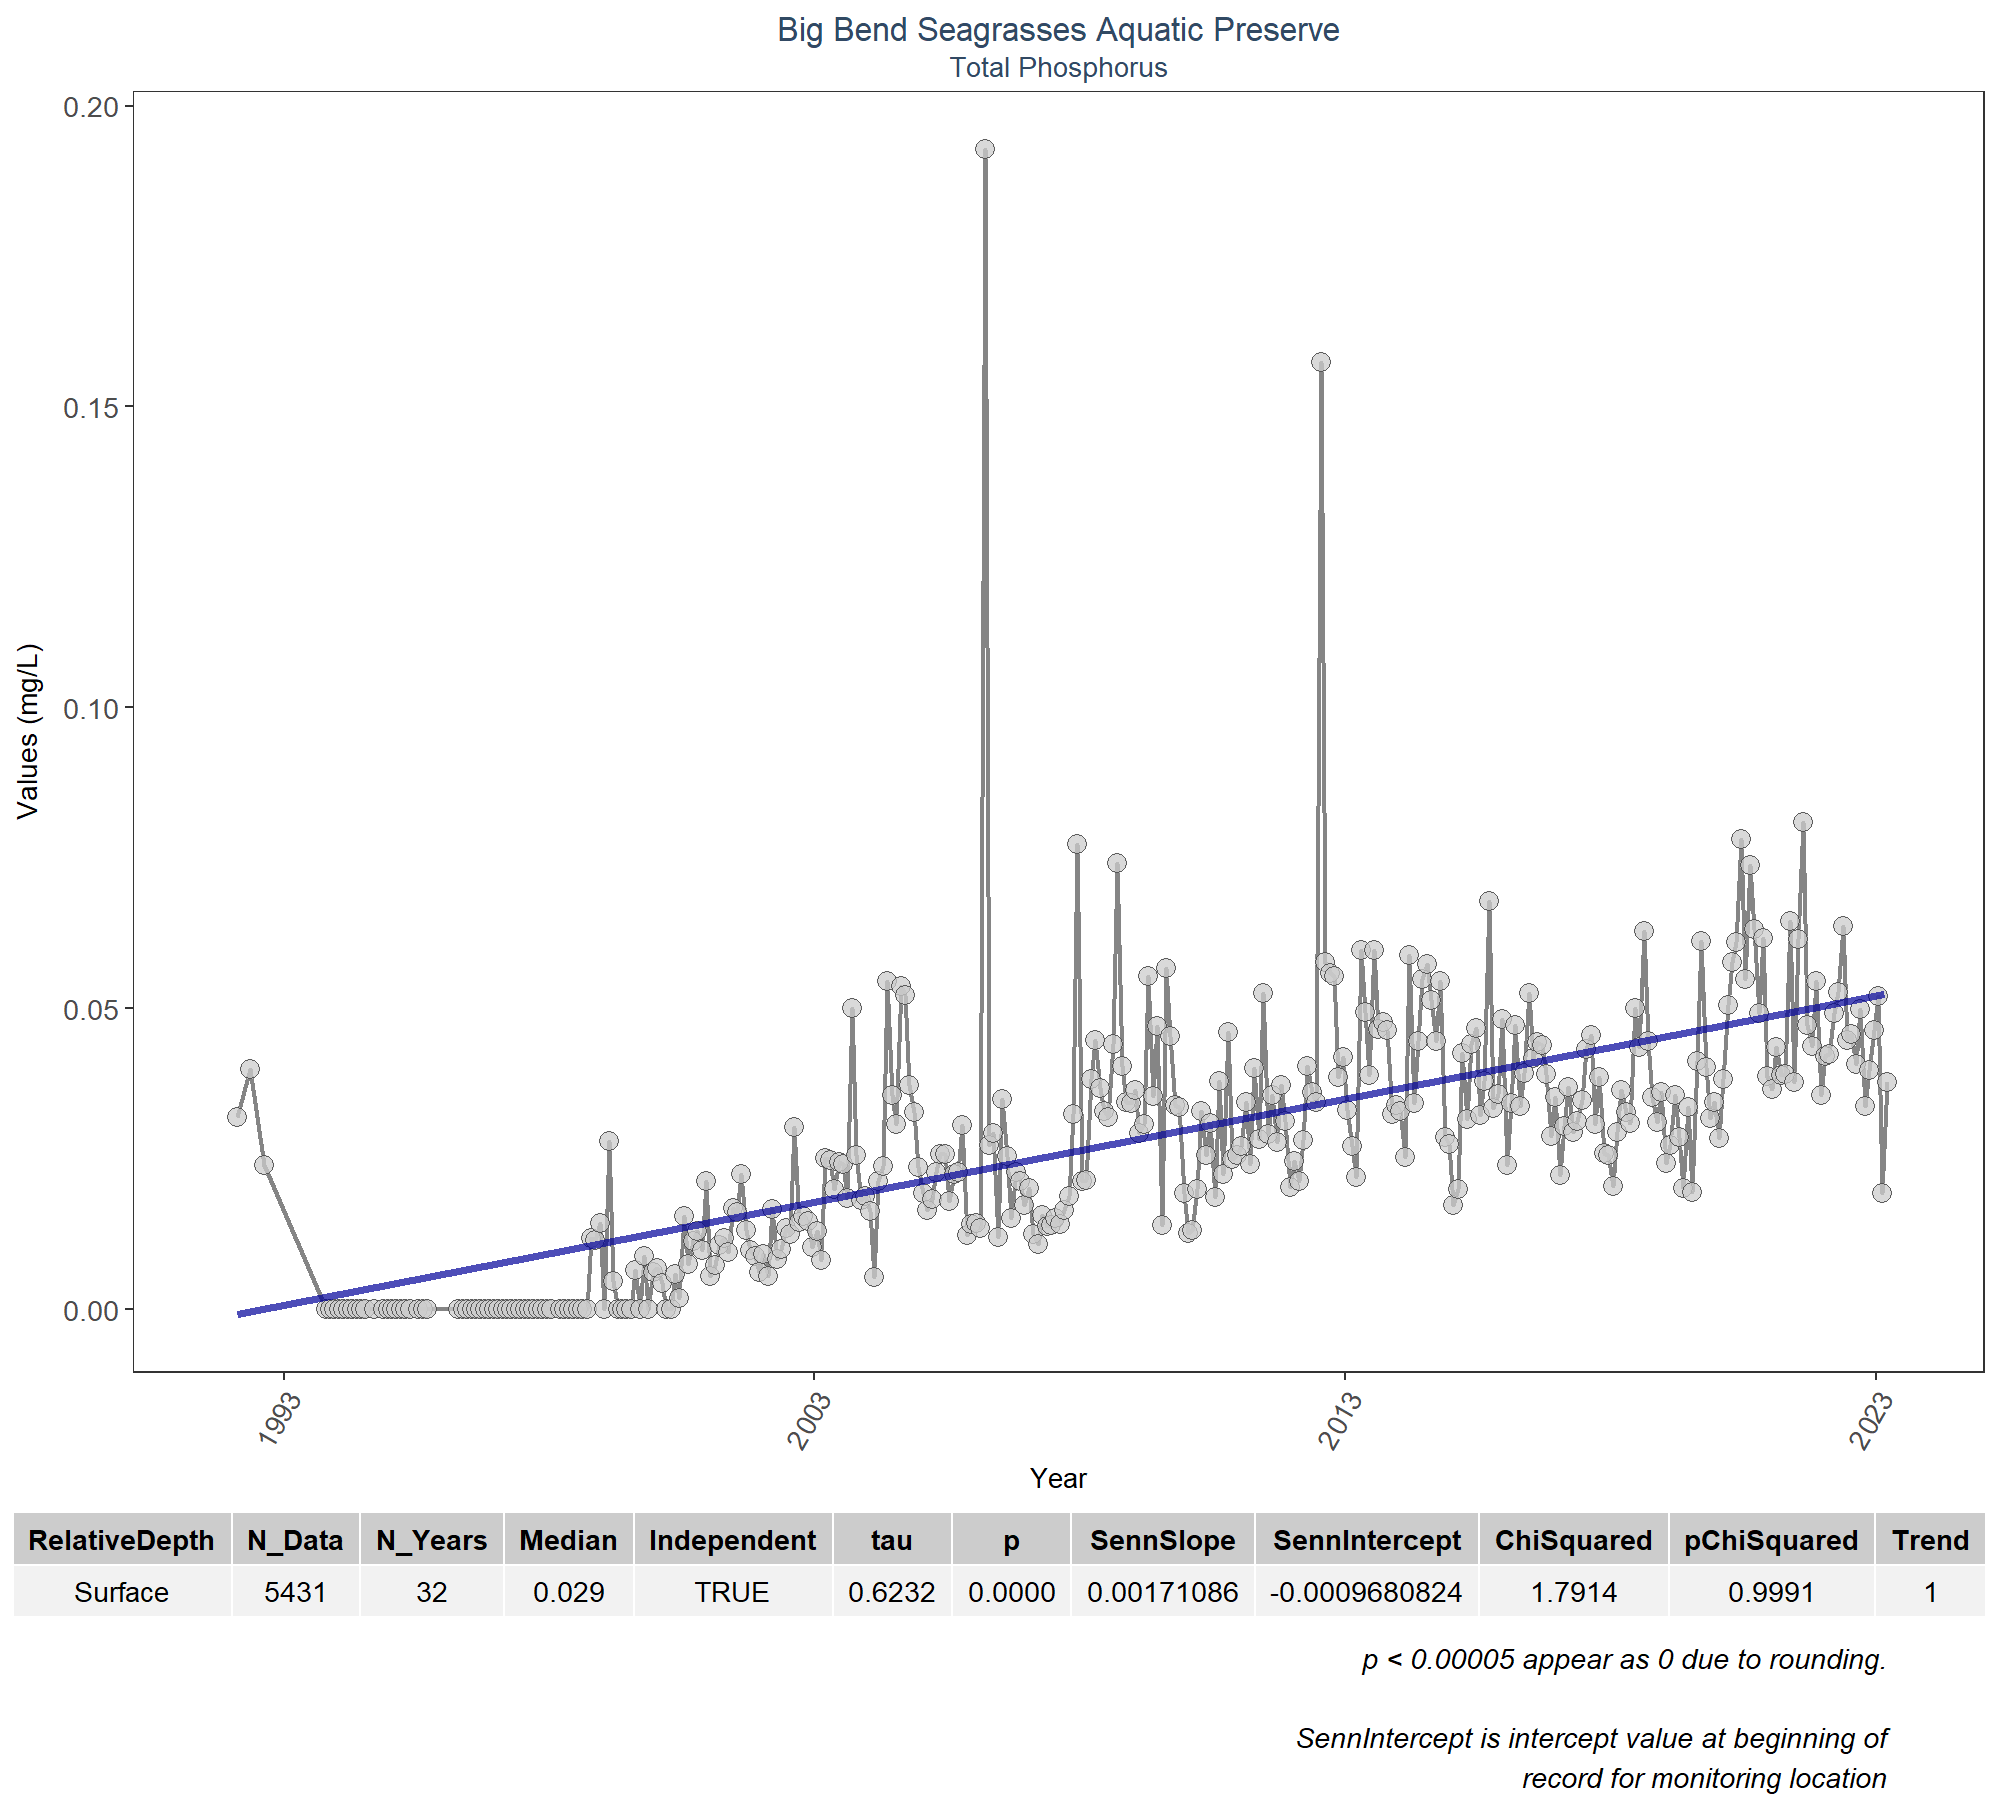 Big Bend Seagrasses Aquatic Preserve
Total Phosphorus
0.20
0.15
0.10
0.05
0.00
Values (mg/L)
1993
2003
2013
2023
Year
RelativeDepth N_Data N_Years Median Independent tau p SennSlope SennIntercept ChiSquared pChiSquared Trend
Surface 5431 32 0.029 TRUE 0.6232 0.0000 0.00171086 -0.0009680824 1.7914 0.9991 1
p < 0.00005 appear as 0 due to rounding.
SennIntercept is intercept value at beginning of
record for monitoring location